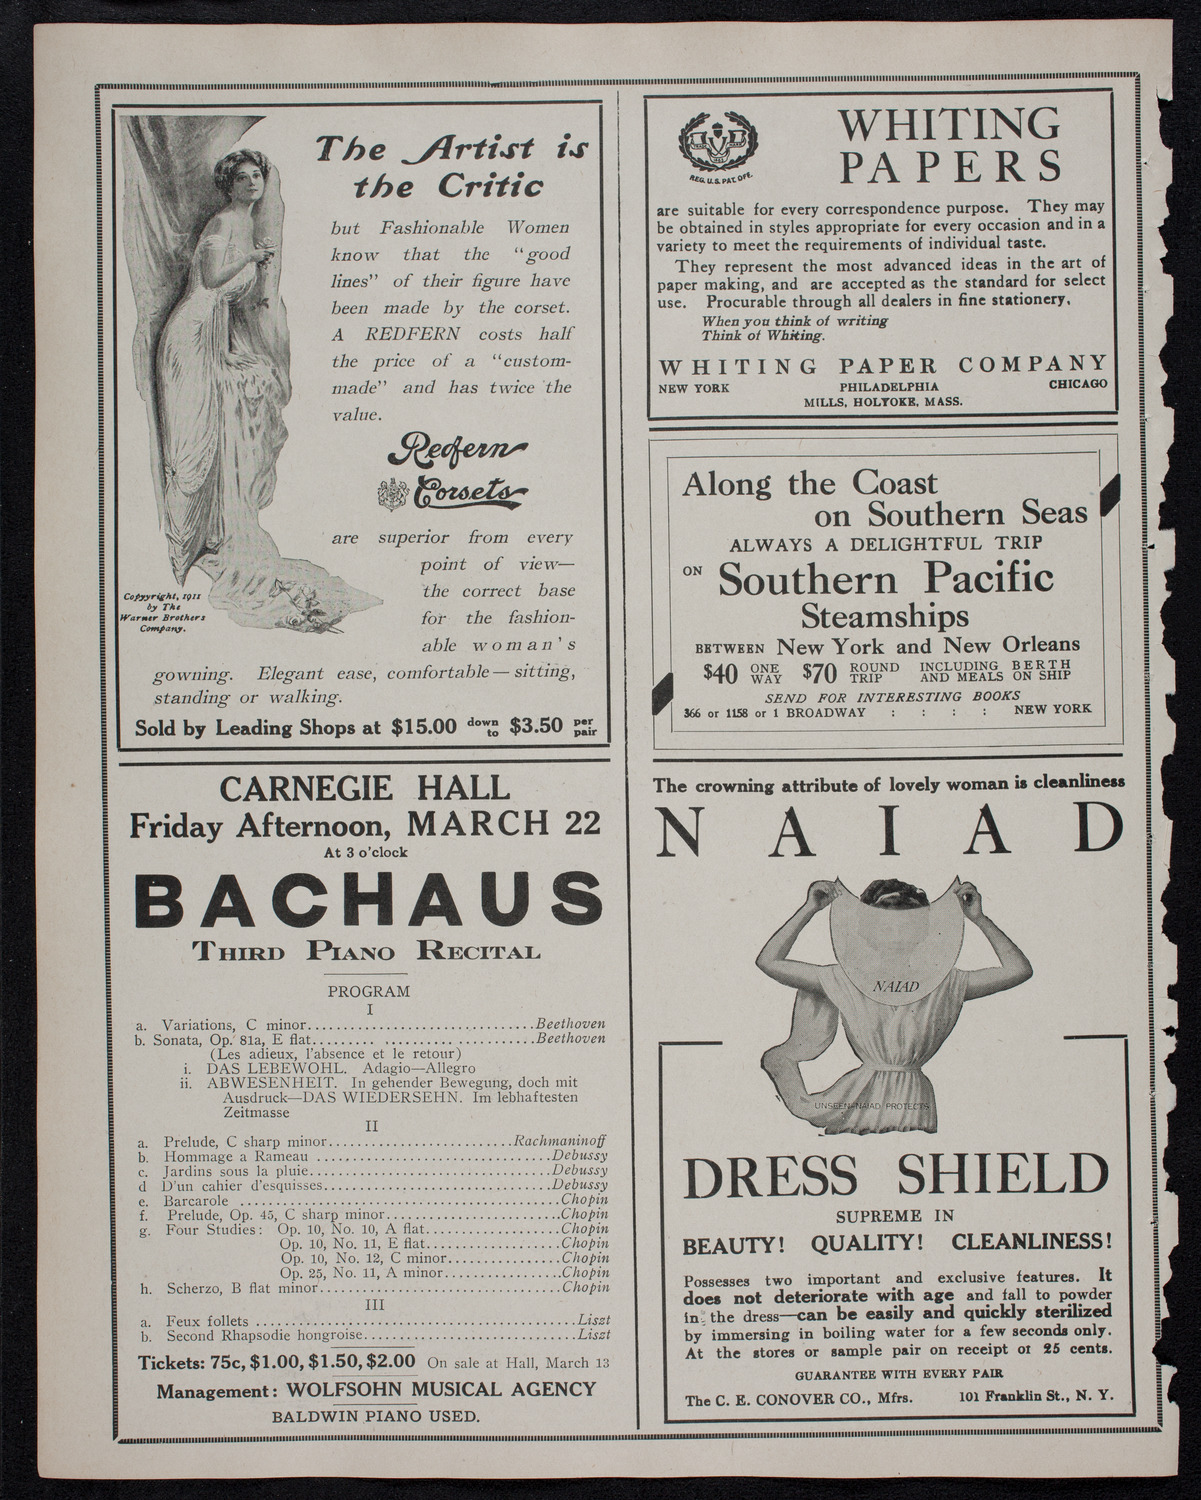 The Artist is
the Critic
but Fashionable Women
know that the "good
lines" of their figure have
been made by the corset.
A REDFERN costs half
the price of a "custom-
made" and has twice the
value.
Redfern
Corsets
are superior from every
point of view—
the correct base
for the fashion-
able woman's
gowning. Elegant ease, comfortable—sitting,
standing or walking.
Copyright, 1911
by The
Warner Brothers
Company.
Sold by Leading Shops at $15.00 down to $3.50 per pair
CARNEGIE HALL
Friday Afternoon, MARCH 22
At 3 o'clock
BACHAUS
THIRD PIANO RECITAL
PROGRAM
I
a. Variations, C minor..............................Beethoven
b. Sonata, Op. 81a, E flat......... .....................Beethoven
(Les adieux, l'absence et le retour)
i. DAS LEBEWOHL. Adagio—Allegro
ii. ABWESENHEIT. In gehender Bewegung, doch mit
Ausdruck—DAS WIEDERSEHN. Im lebhaftesten
Zeitmasse
II
a. Prelude, C sharp minor..........................Rachmaninoff
b. Hommage a Rameau .................................Debussy
c. Jardins sous la pluie..................................Debussy
d D'un cahier d'esquisses................................Debussy
e. Barcarole .............................................Chopin
f. Prelude, Op. 45, C sharp minor.........................Chopin
g. Four Studies: Op. 10, No. 10, A flat...................Chopin
Op. 10, No. 11, E flat...................Chopin
Op. 10, No. 12, C minor................Chopin
Op. 25, No. 11, A minor.................Chopin
h. Scherzo, B flat minor..................................Chopin
III
a. Feux follets .............................................Liszt
b. Second Rhapsodie hongroise..............................Liszt
Tickets: 75c, $1.00, $1.50, $2.00 On sale at Hall, March 13
Management: WOLFSOHN MUSICAL AGENCY
BALDWIN PIANO USED.
WHITING
PAPERS
REG. U.S. PAT. OFF.
are suitable for every correspondence purpose. They may
be obtained in styles appropriate for every occasion and in a
variety to meet the requirements of individual taste.
They represent the most advanced ideas in the art of
paper making, and are accepted as the standard for select
use. Procurable through all dealers in fine stationery.
When you think of writing
Think of Whiting.
WHITING PAPER COMPANY
NEW YORK PHILADELPHIA CHICAGO
MILLS, HOLYOKE, MASS.
Along the Coast
on Southern Seas
ALWAYS A DELIGHTFUL TRIP
ON Southern Pacific
Steamships
BETWEEN New York and New Orleans
$40 ONE WAY $70 ROUND TRIP INCLUDING BERTH AND MEALS ON SHIP
SEND FOR INTERESTING BOOKS
366 or 1158 or 1 BROADWAY : : : : NEW YORK
The crowning attribute of lovely woman is cleanliness
NAIAD
NAIAD
UNSEEN NAIAD PROTECTS
DRESS SHIELD
SUPREME IN
BEAUTY! QUALITY! CLEANLINESS!
Possesses two important and exclusive features. It
does not deteriorate with age and fall to powder
in the dress—can be easily and quickly sterilized
by immersing in boiling water for a few seconds only.
At the stores or sample pair on receipt of 25 cents.
GUARANTEE WITH EVERY PAIR
The C. E. CONOVER CO., Mfrs. 101 Franklin St., N. Y.